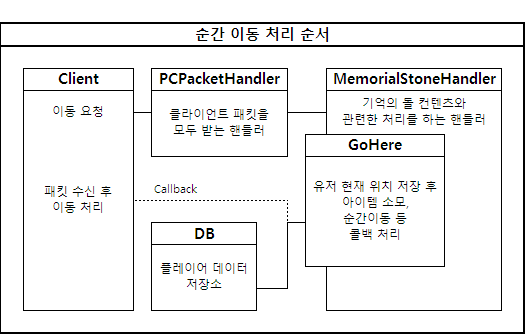 순간 이동 처리 순서
Client
이동 요청
패킷 수신 후
이동 처리
PCPacketHandler
클라이언트 패킷을
모두 받는 핸들러
MemorialStoneHandler
기억의 돌 컨텐츠와
관련한 처리를 하는 핸들러
GoHere
유저 현재 위치 저장 후
아이템 소모,
순간이동 등
콜백 처리
Callback
DB
플레이어 데이터
저장소